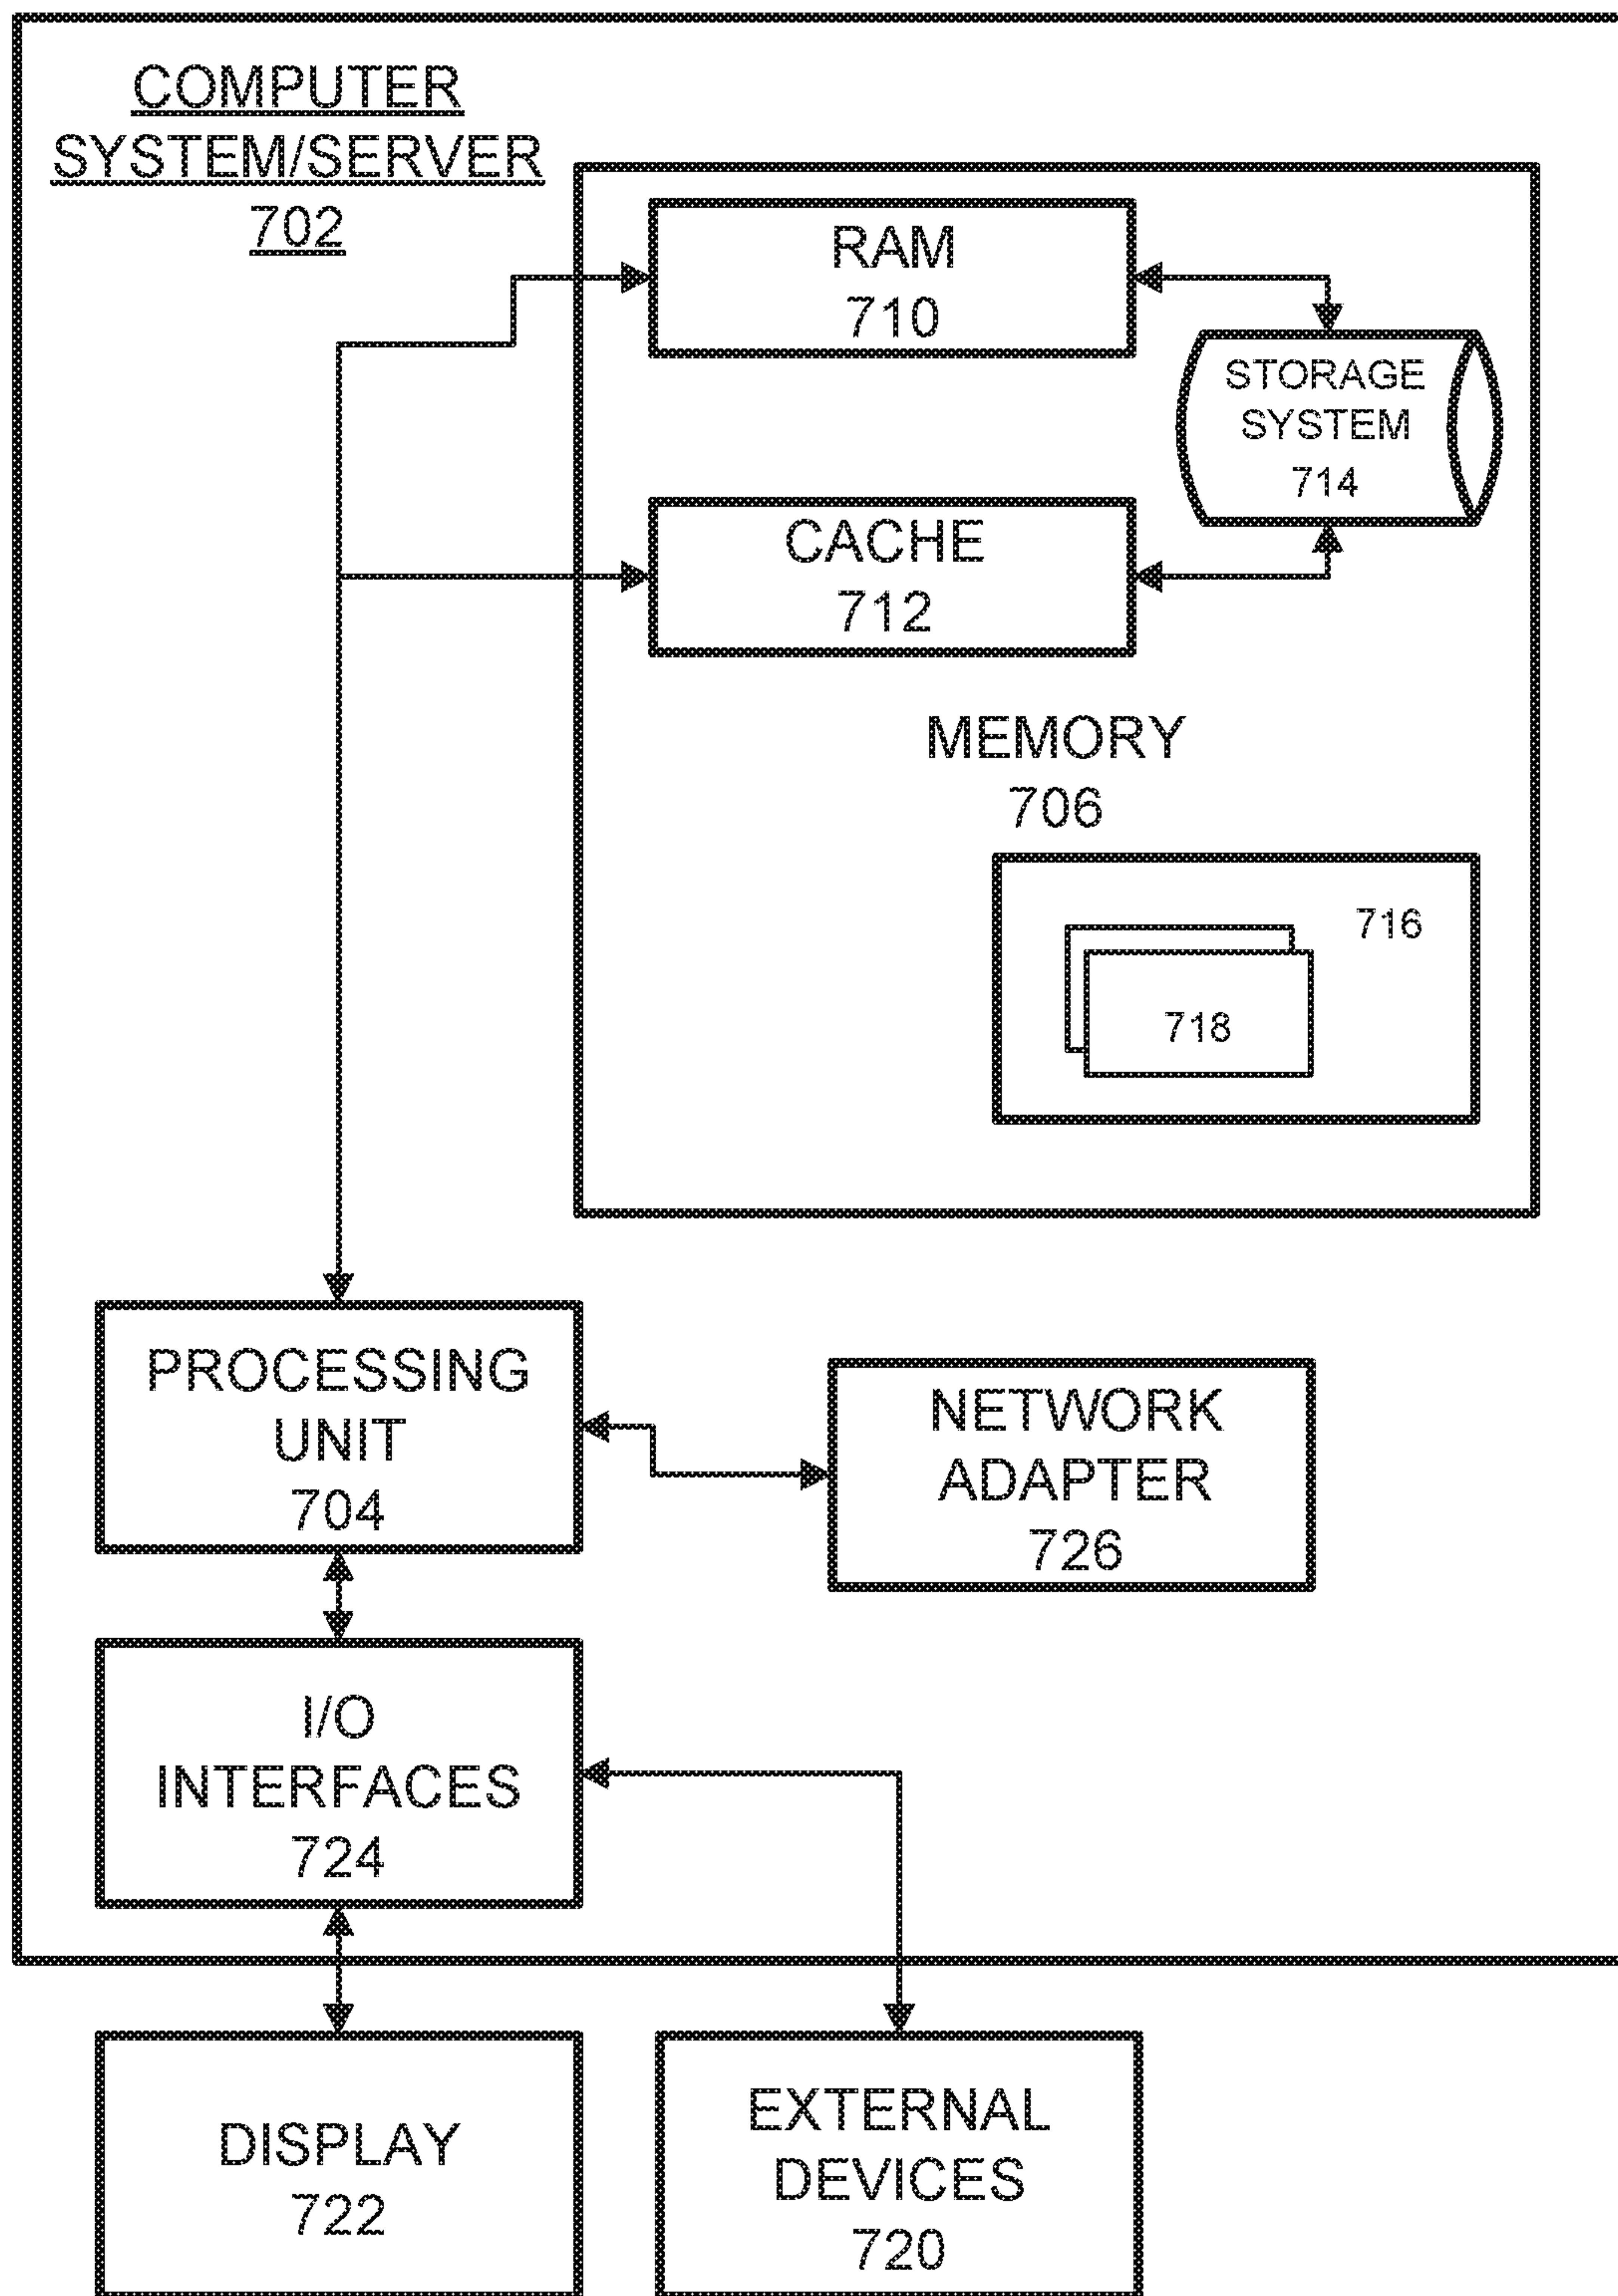 COMPUTER
SYSTEM/SERVER
702
RAM
710
STORAGE
SYSTEM
714
CACHE
712
MEMORY
706
716
718
PROCESSING
UNIT
704
NETWORK
ADAPTER
726
I/O
INTERFACES
724
DISPLAY
722
EXTERNAL
DEVICES
720